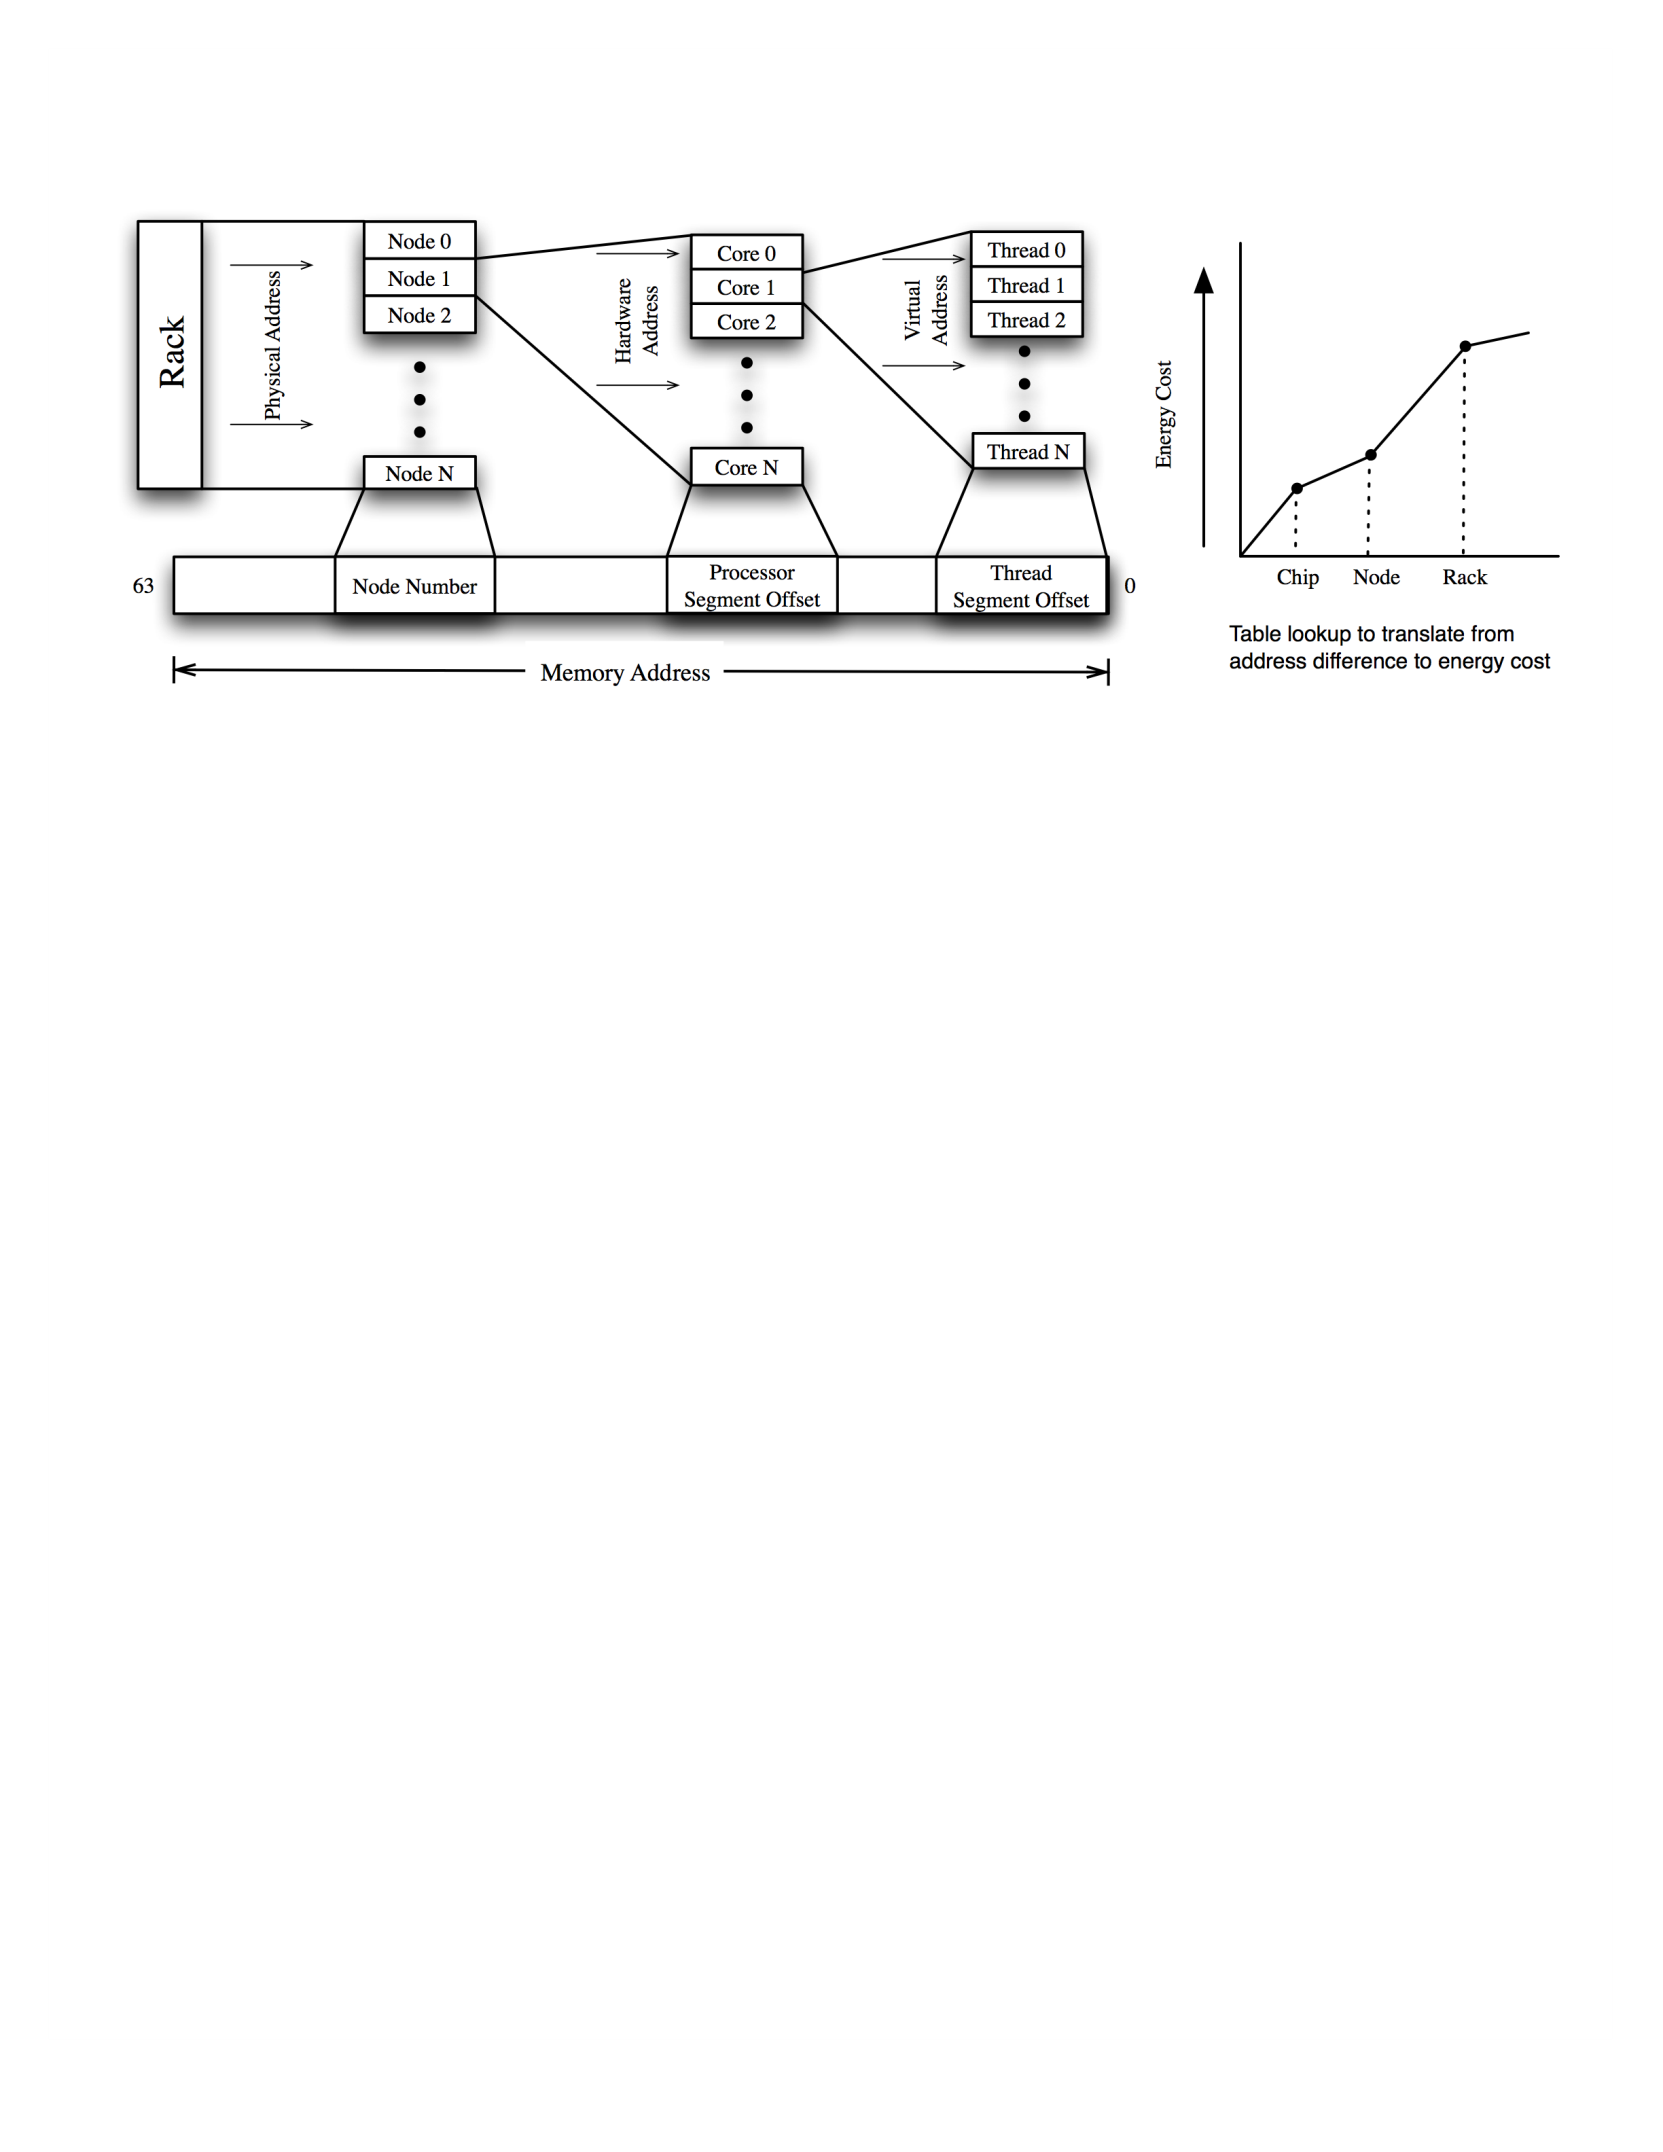 Rack
Physical Address
Node 0
Node 1
Node 2
Node N
Hardware
Address
Core 0
Core 1
Core 2
Core N
Virtual
Address
Thread 0
Thread 1
Thread 2
Thread N
63
Node Number
Processor
Segment Offset
Thread
Segment Offset
0
Memory Address
Energy Cost
Chip
Node
Rack
Table lookup to translate from
address difference to energy cost